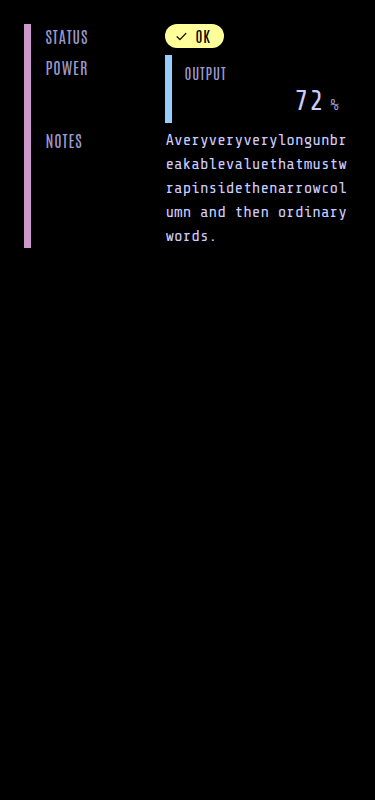 STATUS
✓ OK
POWER
OUTPUT
72 %
NOTES
Averyveryverylongunbr
eakablevaluethatmustw
rapinsidethenarrowcol
umn and then ordinary
words.